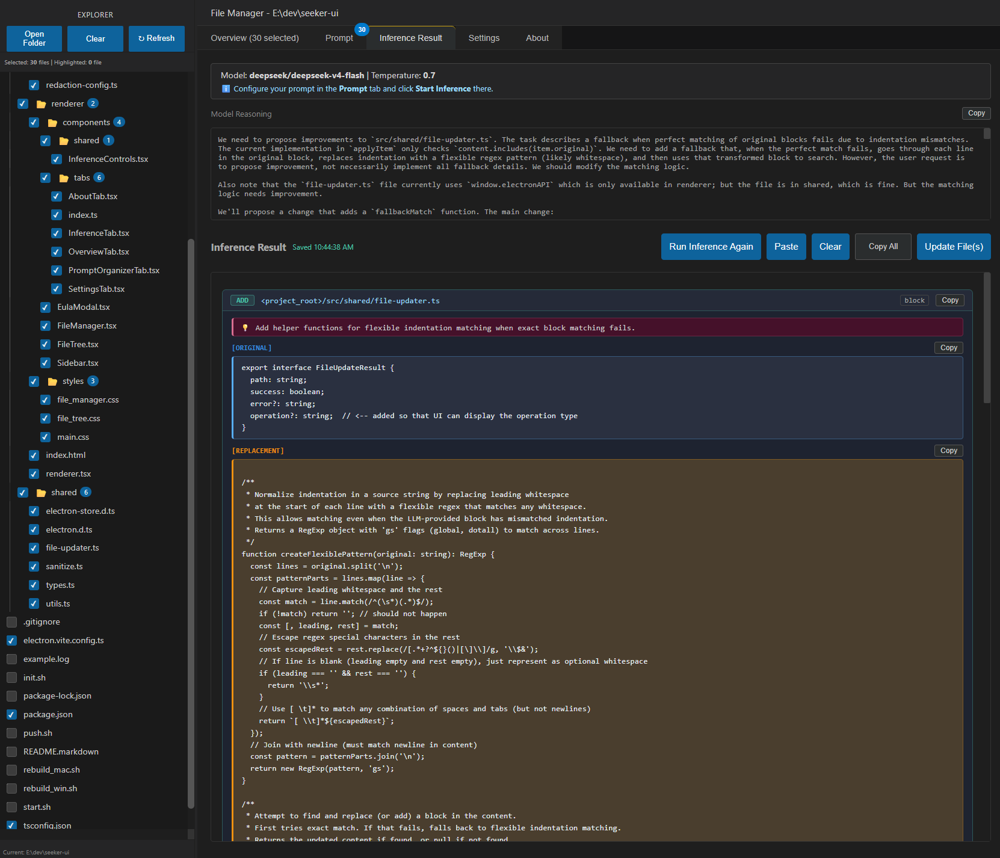 EXPLORER
Open Folder
Clear
↻ Refresh
Selected: 30 files | Highlighted: 0 file
redaction-config.ts
renderer 2
components 4
shared 1
InferenceControls.tsx
tabs 6
AboutTab.tsx
index.ts
InferenceTab.tsx
OverviewTab.tsx
PromptOrganizerTab.tsx
SettingsTab.tsx
EulaModal.tsx
FileManager.tsx
FileTree.tsx
Sidebar.tsx
styles 3
file_manager.css
file_tree.css
main.css
index.html
renderer.tsx
shared 6
electron-store.d.ts
electron.d.ts
file-updater.ts
sanitize.ts
types.ts
utils.ts
.gitignore
electron.vite.config.ts
example.log
init.sh
package-lock.json
package.json
push.sh
README.markdown
rebuild_mac.sh
rebuild_win.sh
start.sh
tsconfig.json
Current: E:\dev\seeker-ui
File Manager - E:\dev\seeker-ui
Overview (30 selected)
Prompt 30
Inference Result
Settings
About
Model: deepseek/deepseek-v4-flash | Temperature: 0.7
ℹ Configure your prompt in the Prompt tab and click Start Inference there.
Model Reasoning
Copy
We need to propose improvements to `src/shared/file-updater.ts`. The task describes a fallback when perfect matching of original blocks fails due to indentation mismatches.
The current implementation in `applyItem` only checks `content.includes(item.original)`. We need to add a fallback that, when the perfect match fails, goes through each line
in the original block, replaces indentation with a flexible regex pattern (likely whitespace), and then uses that transformed block to search. However, the user request is
to propose improvement, not necessarily implement all fallback details. We should modify the matching logic.
Also note that the `file-updater.ts` file currently uses `window.electronAPI` which is only available in renderer; but the file is in shared, which is fine. But the matching
logic needs improvement.
We'll propose a change that adds a `fallbackMatch` function. The main change:
Inference Result
Saved 10:44:38 AM
Run Inference Again
Paste
Clear
Copy All
Update File(s)
ADD <project_root>/src/shared/file-updater.ts
block
Copy
💡 Add helper functions for flexible indentation matching when exact block matching fails.
[ORIGINAL]
Copy
export interface FileUpdateResult {
  path: string;
  success: boolean;
  error?: string;
  operation?: string;  // <-- added so that UI can display the operation type
}
[REPLACEMENT]
Copy
/**
 * Normalize indentation in a source string by replacing leading whitespace
 * at the start of each line with a flexible regex that matches any whitespace.
 * This allows matching even when the LLM-provided block has mismatched indentation.
 * Returns a RegExp object with 'gs' flags (global, dotall) to match across lines.
 */
function createFlexiblePattern(original: string): RegExp {
  const lines = original.split('\n');
  const patternParts = lines.map(line => {
    // Capture leading whitespace and the rest
    const match = line.match(/^(\s*)(.*)$/);
    if (!match) return ''; // should not happen
    const [, leading, rest] = match;
    // Escape regex special characters in the rest
    const escapedRest = rest.replace(/[.*+?^${}()|[\]\\]/g, '\\$&');
    // If line is blank (leading empty and rest empty), just represent as optional whitespace
    if (leading === '' && rest === '') {
      return '\\s*';
    }
    // Use [ \t]* to match any combination of spaces and tabs (but not newlines)
    return `[ \\t]*${escapedRest}`;
  });
  // Join with newline (must match newline in content)
  const pattern = patternParts.join('\n');
  return new RegExp(pattern, 'gs');
}
/**
 * Attempt to find and replace (or add) a block in the content.
 * First tries exact match. If that fails, falls back to flexible indentation matching.
 * Returns the updated content if found, or null if not found